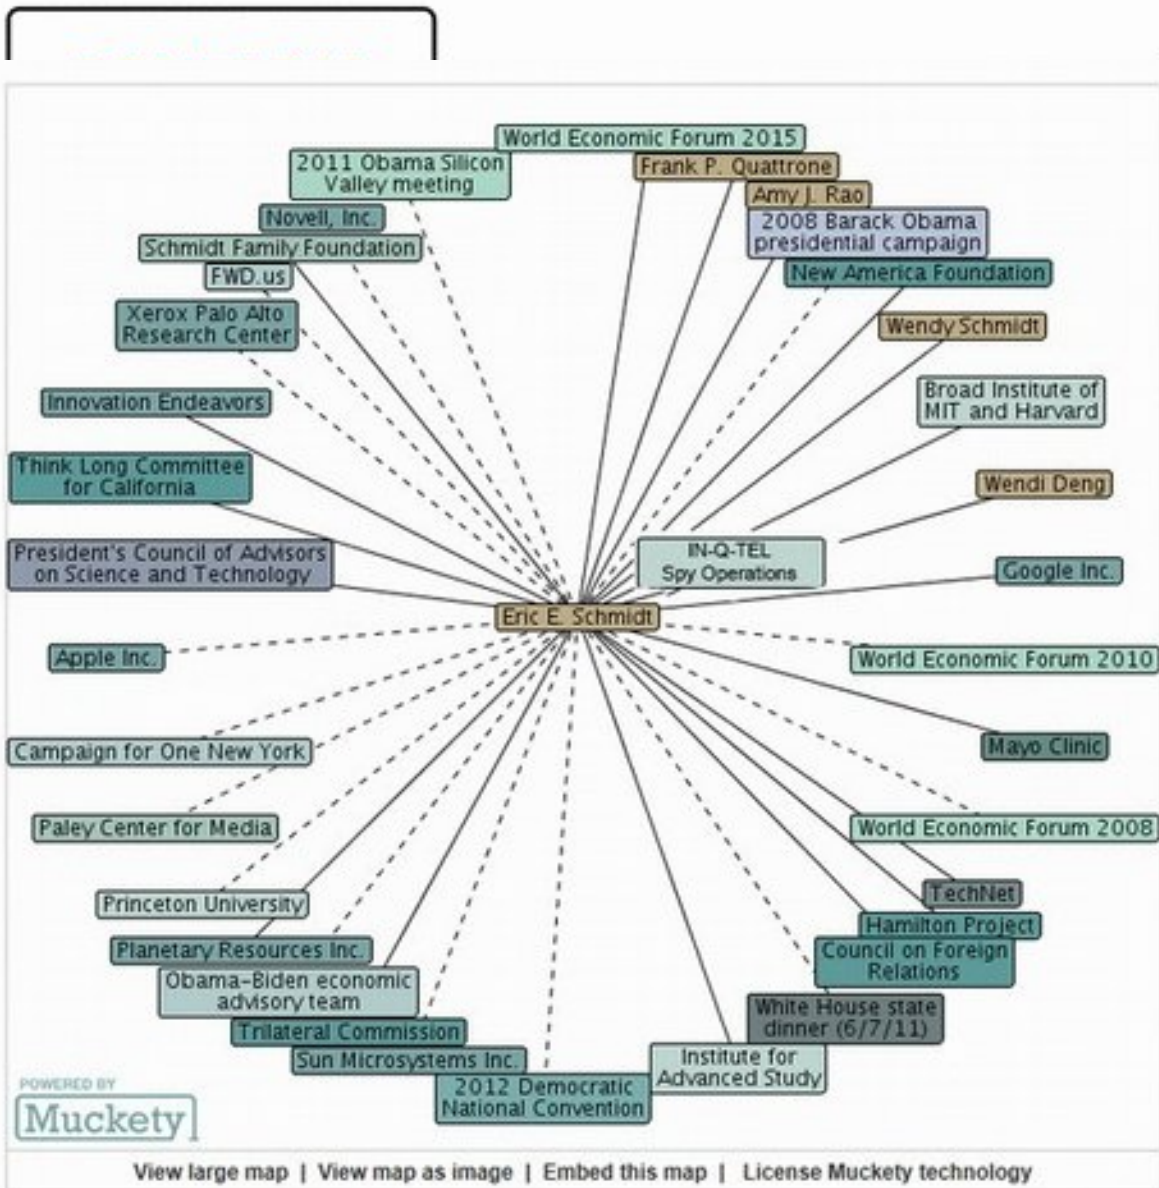 World Economic Forum 2015
2011 Obama Silicon
Valley meeting
Frank P. Quattrone
Amy J. Rao
Novell, Inc.
2008 Barack Obama
presidential campaign
Schmidt Family Foundation
FWD.us
New America Foundation
Xerox Palo Alto
Research Center
Wendy Schmidt
Innovation Endeavors
Broad Institute of
MIT and Harvard
Think Long Committee
for California
Wendi Deng
President's Council of Advisors
on Science and Technology
IN-Q-TEL
Spy Operations
Google Inc.
Eric E. Schmidt
Apple Inc.
World Economic Forum 2010
Campaign for One New York
Mayo Clinic
Paley Center for Media
World Economic Forum 2008
Princeton University
TechNet
Hamilton Project
Planetary Resources Inc.
Council on Foreign
Relations
Obama-Biden economic
advisory team
White House state
dinner (6/7/11)
Trilateral Commission
Sun Microsystems Inc.
Institute for
Advanced Study
2012 Democratic
National Convention
POWERED BY
Muckety
View large map | View map as image | Embed this map | License Muckety technology